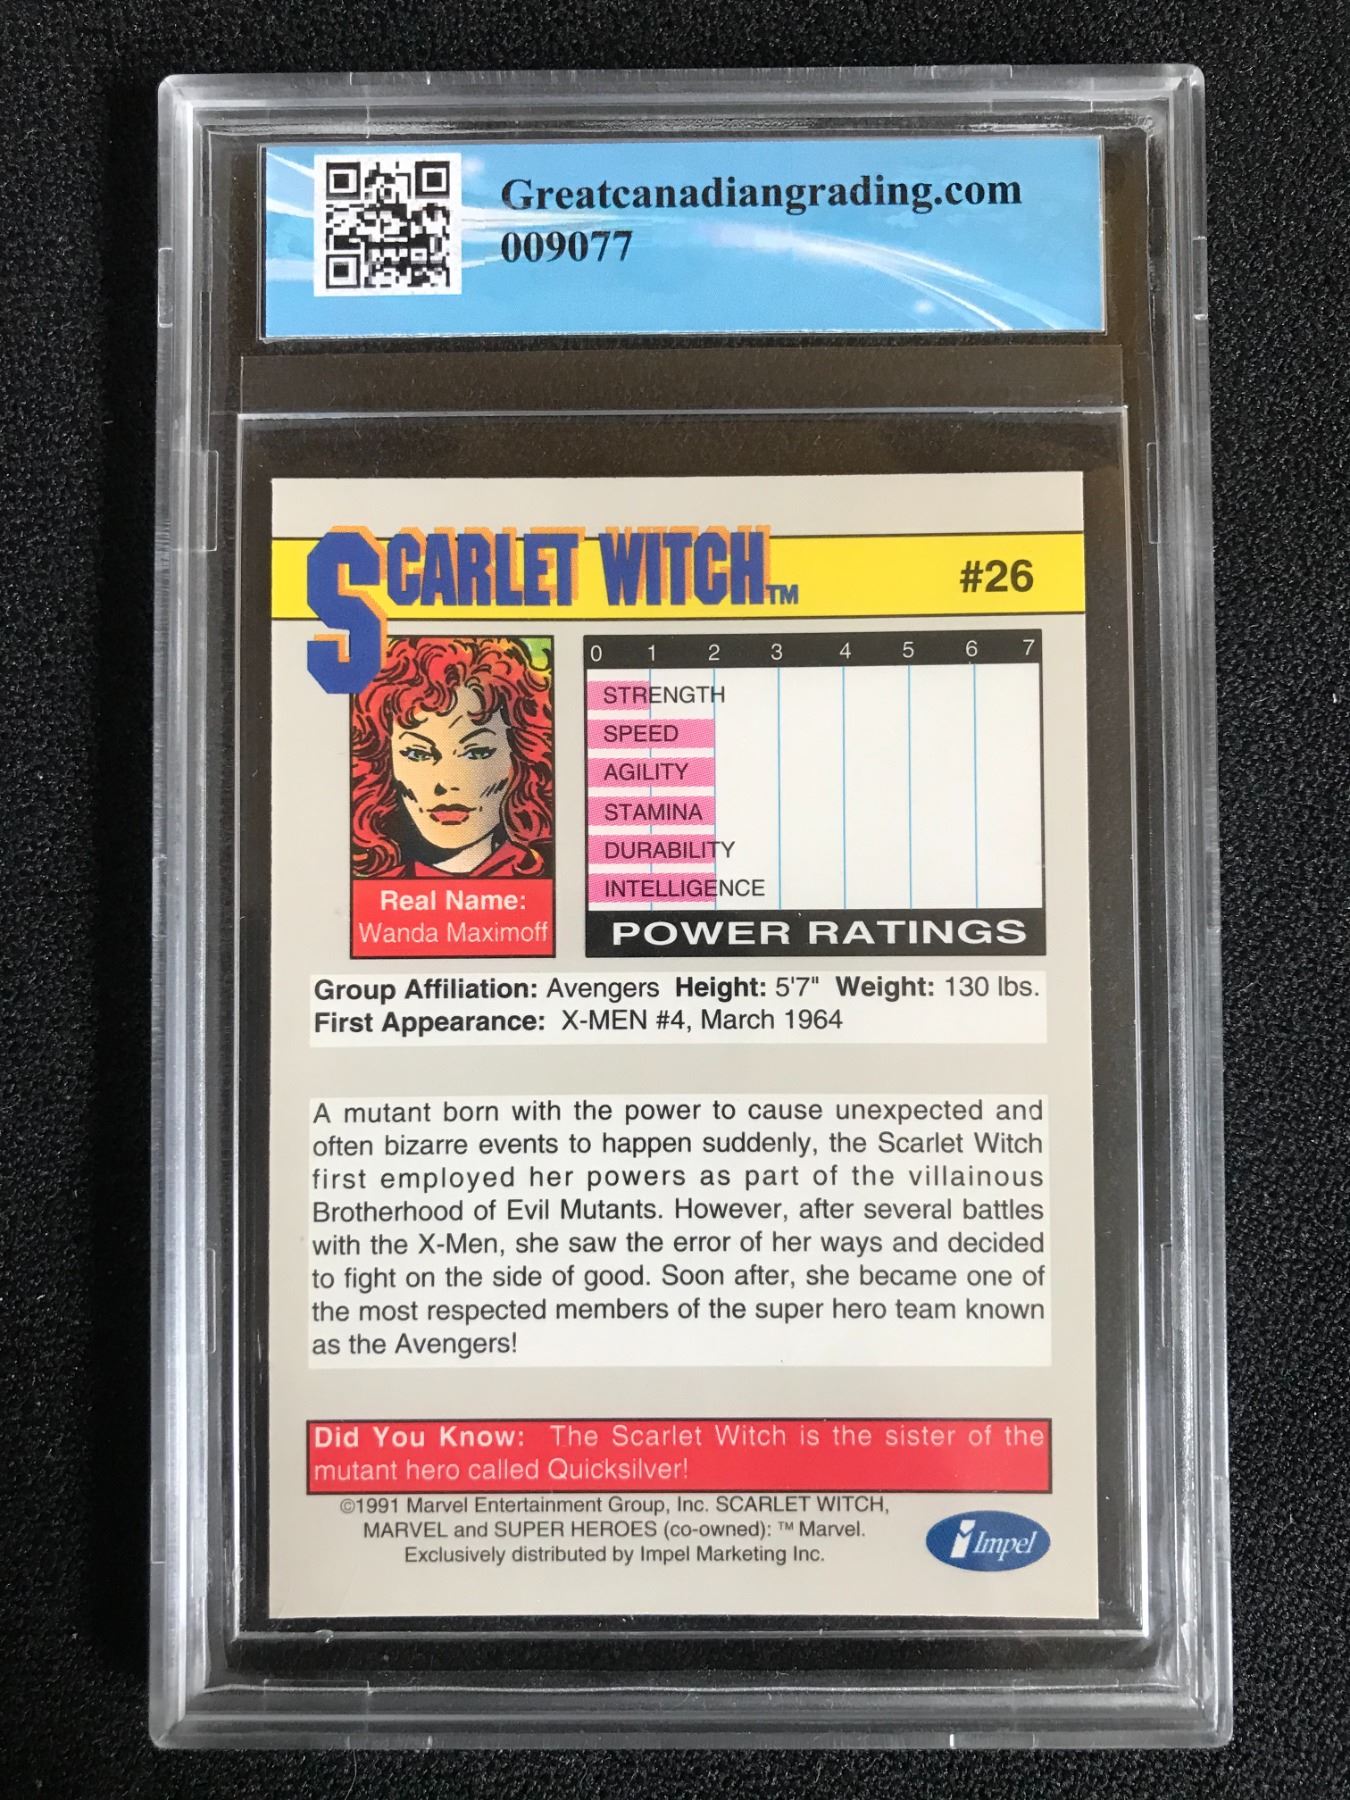 Greatcanadiangrading.com
009077
SCARLET WITCH™
#26
0 1 2 3 4 5 6 7
STRENGTH
SPEED
AGILITY
STAMINA
DURABILITY
INTELLIGENCE
POWER RATINGS
Real Name:
Wanda Maximoff
Group Affiliation: Avengers Height: 5'7" Weight: 130 lbs.
First Appearance: X-MEN #4, March 1964
A mutant born with the power to cause unexpected and
often bizarre events to happen suddenly, the Scarlet Witch
first employed her powers as part of the villainous
Brotherhood of Evil Mutants. However, after several battles
with the X-Men, she saw the error of her ways and decided
to fight on the side of good. Soon after, she became one of
the most respected members of the super hero team known
as the Avengers!
Did You Know: The Scarlet Witch is the sister of the
mutant hero called Quicksilver!
©1991 Marvel Entertainment Group, Inc. SCARLET WITCH,
MARVEL and SUPER HEROES (co-owned): ™ Marvel.
Exclusively distributed by Impel Marketing Inc.
Impel